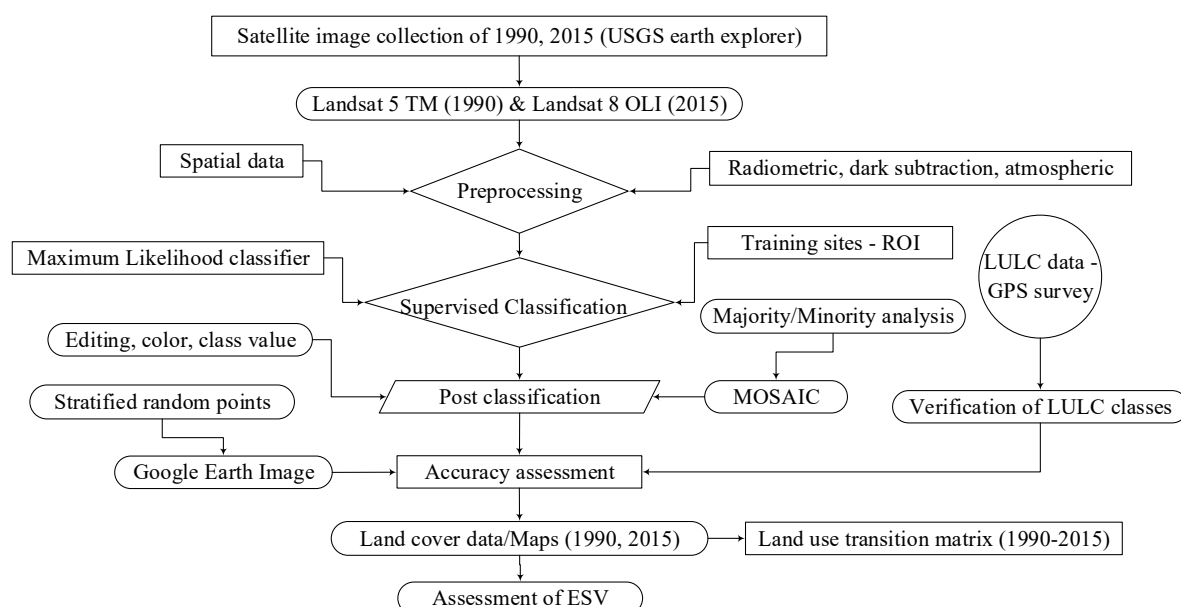 Satellite image collection of 1990, 2015 (USGS earth explorer)
Landsat 5 TM (1990) & Landsat 8 OLI (2015)
Spatial data
Preprocessing
Radiometric, dark subtraction, atmospheric
Maximum Likelihood classifier
Training sites - ROI
Supervised Classification
LULC data -
GPS survey
Majority/Minority analysis
Editing, color, class value
Post classification
MOSAIC
Stratified random points
Verification of LULC classes
Google Earth Image
Accuracy assessment
Land cover data/Maps (1990, 2015)
Land use transition matrix (1990-2015)
Assessment of ESV